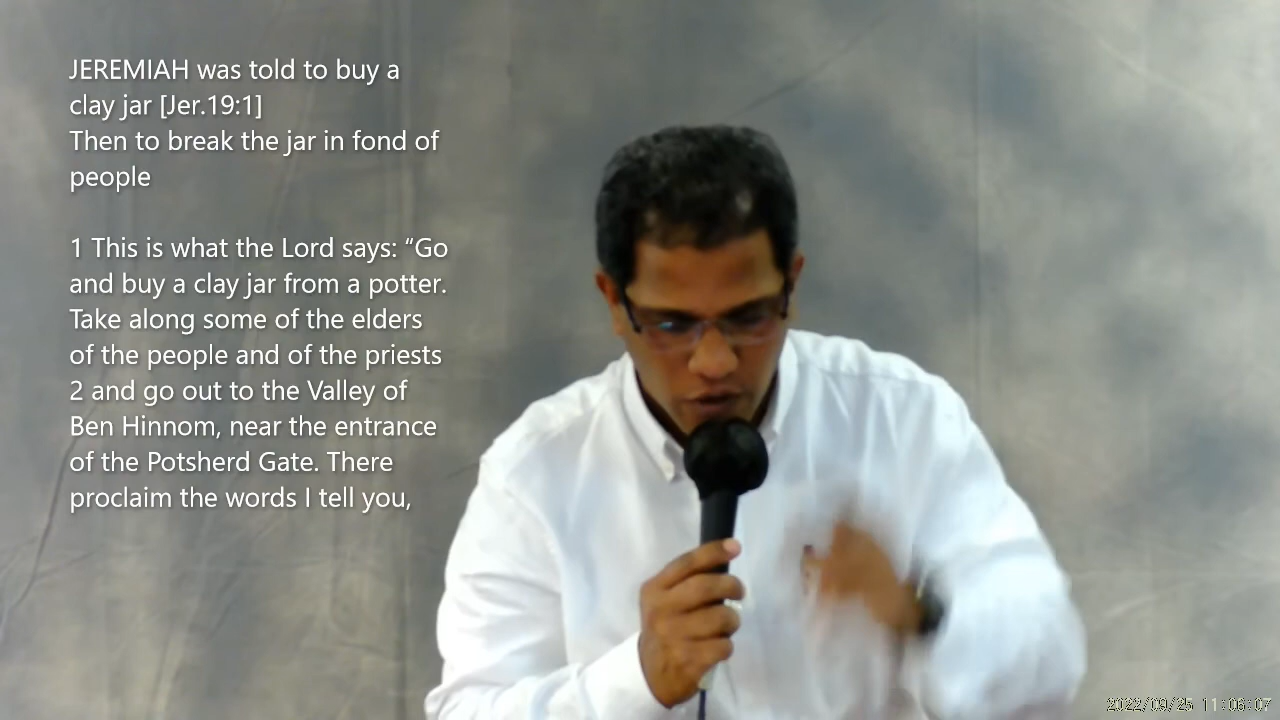 JEREMIAH was told to buy a
clay jar [Jer.19:1]
Then to break the jar in fond of
people
1 This is what the Lord says: “Go
and buy a clay jar from a potter.
Take along some of the elders
of the people and of the priests
2 and go out to the Valley of
Ben Hinnom, near the entrance
of the Potsherd Gate. There
proclaim the words I tell you,
2022/09/25 11:06:07